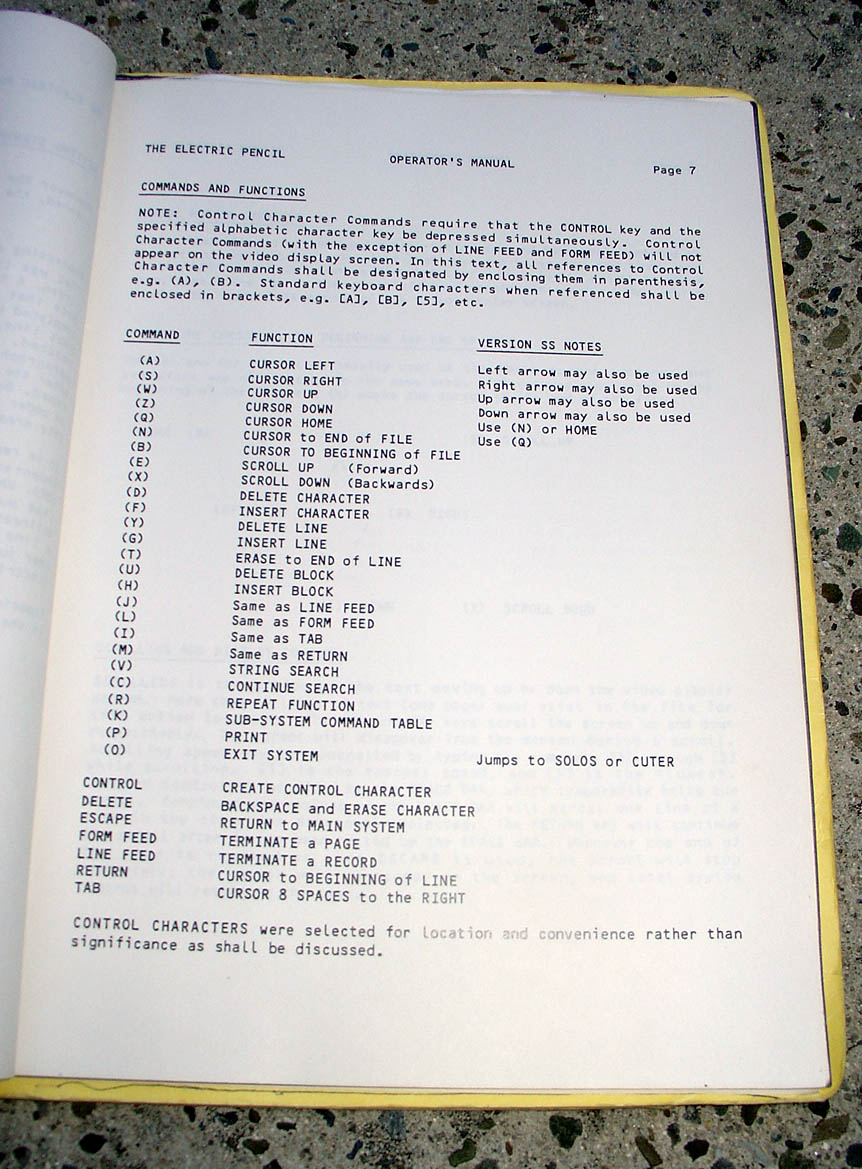 THE ELECTRIC PENCIL OPERATOR'S MANUAL Page 7
COMMANDS AND FUNCTIONS
NOTE: Control Character Commands require that the CONTROL key and the
specified alphabetic character key be depressed simultaneously. Control
Character Commands (with the exception of LINE FEED and FORM FEED) will not
appear on the video display screen. In this text, all references to Control
Character Commands shall be designated by enclosing them in parenthesis,
e.g. (A), (B). Standard keyboard characters when referenced shall be
enclosed in brackets, e.g. [A], [B], [5], etc.
COMMAND FUNCTION VERSION SS NOTES
(A) CURSOR LEFT Left arrow may also be used
(S) CURSOR RIGHT Right arrow may also be used
(W) CURSOR UP Up arrow may also be used
(Z) CURSOR DOWN Down arrow may also be used
(Q) CURSOR HOME Use (N) or HOME
(N) CURSOR to END of FILE Use (Q)
(B) CURSOR TO BEGINNING of FILE
(E) SCROLL UP (Forward)
(X) SCROLL DOWN (Backwards)
(D) DELETE CHARACTER
(F) INSERT CHARACTER
(Y) DELETE LINE
(G) INSERT LINE
(T) ERASE to END of LINE
(U) DELETE BLOCK
(H) INSERT BLOCK
(J) Same as LINE FEED
(L) Same as FORM FEED
(I) Same as TAB
(M) Same as RETURN
(V) STRING SEARCH
(C) CONTINUE SEARCH
(R) REPEAT FUNCTION
(K) SUB-SYSTEM COMMAND TABLE
(P) PRINT
(O) EXIT SYSTEM Jumps to SOLOS or CUTER
CONTROL CREATE CONTROL CHARACTER
DELETE BACKSPACE and ERASE CHARACTER
ESCAPE RETURN to MAIN SYSTEM
FORM FEED TERMINATE a PAGE
LINE FEED TERMINATE a RECORD
RETURN CURSOR to BEGINNING of LINE
TAB CURSOR 8 SPACES to the RIGHT
CONTROL CHARACTERS were selected for location and convenience rather than
significance as shall be discussed.